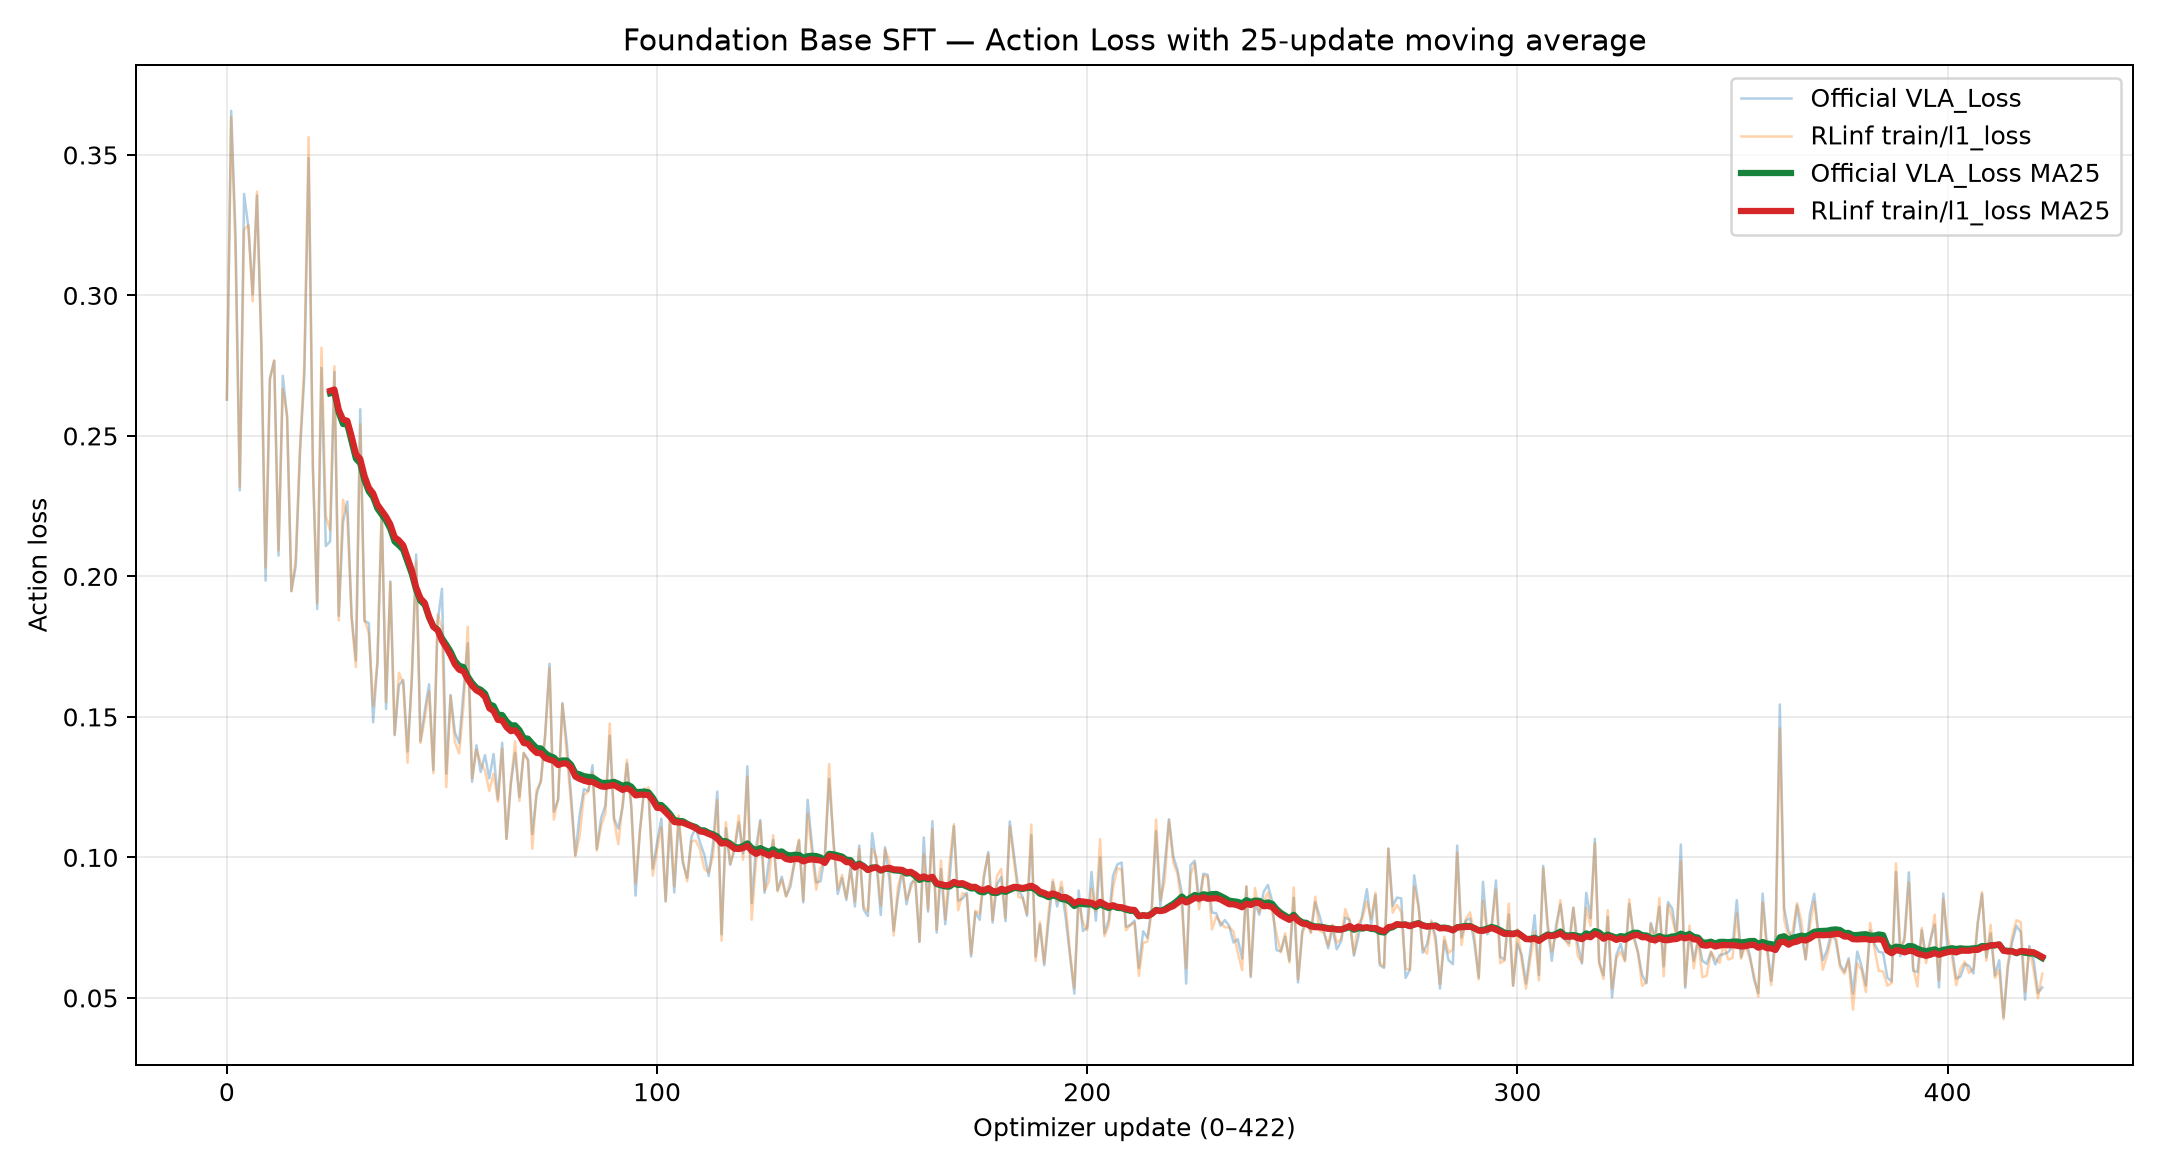 Foundation Base SFT — Action Loss with 25-update moving average
Official VLA_Loss
RLinf train/l1_loss
Official VLA_Loss MA25
RLinf train/l1_loss MA25
Action loss
0.35
0.30
0.25
0.20
0.15
0.10
0.05
0 100 200 300 400
Optimizer update (0–422)